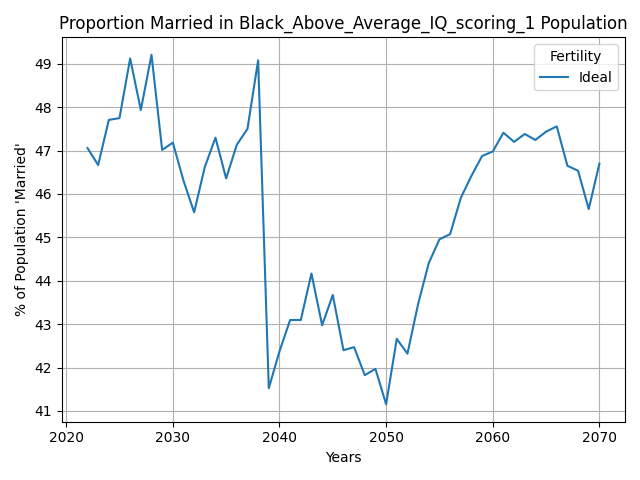 Proportion Married in Black_Above_Average_IQ_scoring_1 Population
Fertility
Ideal
% of Population 'Married'
49
48
47
46
45
44
43
42
41
2020 2030 2040 2050 2060 2070
Years